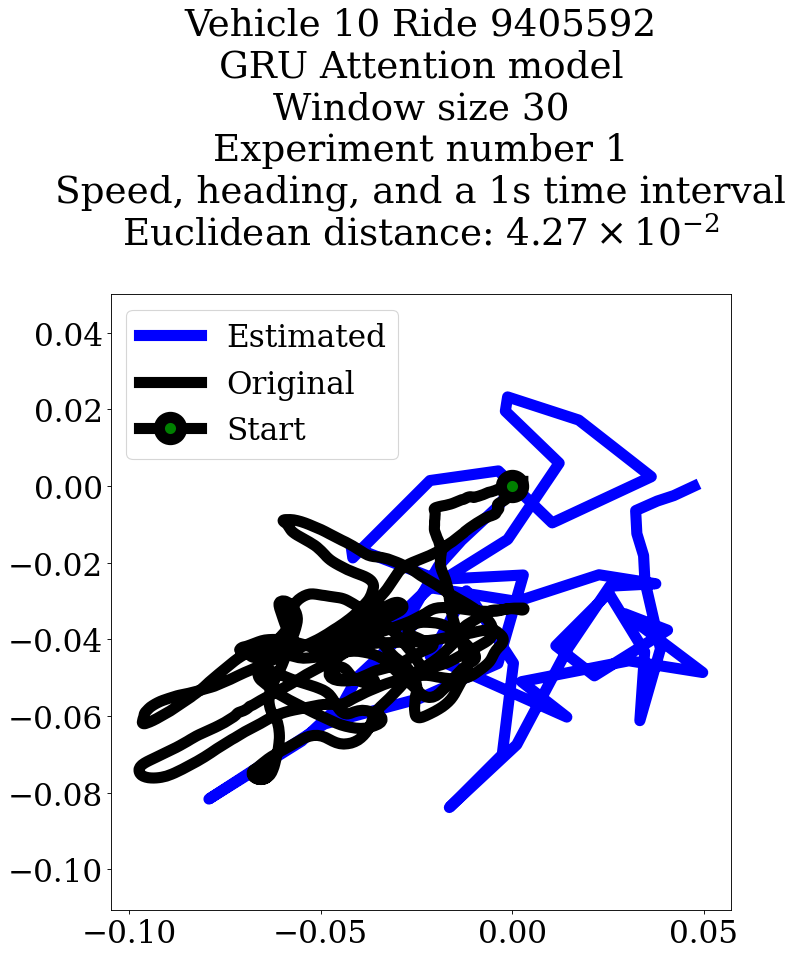 Vehicle 10 Ride 9405592
GRU Attention model
Window size 30
Experiment number 1
Speed, heading, and a 1s time interval
Euclidean distance: 4.27 × 10⁻²
Estimated
Original
Start
0.04
0.02
0.00
−0.02
−0.04
−0.06
−0.08
−0.10
−0.10 −0.05 0.00 0.05